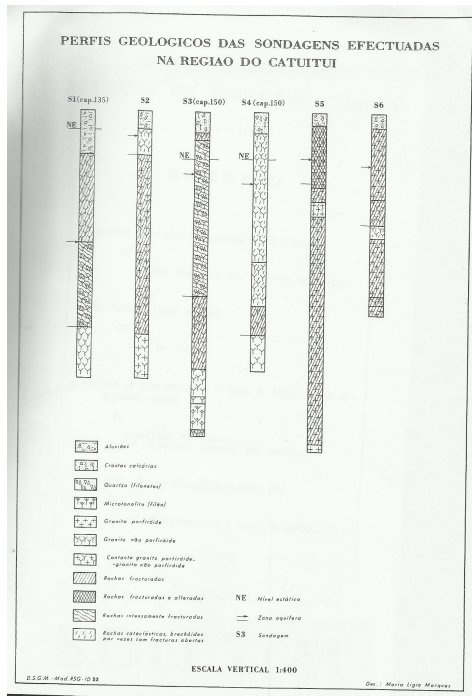 PERFIS GEOLOGICOS DAS SONDAGENS EFECTUADAS
NA REGIAO DO CATUITUI
S1 (cap.135) S2 S3 (cap.150) S4 (cap.150) S5 S6
NE
NE NE
Aluviões
Crostas calcárias
Quartzo (filonetes)
Microtonalito (filão)
Granito porfiróide
Granito não porfiróide
Contacto granito porfiróide-
-granito não porfiróide
Rochas fracturadas
Rochas fracturadas e alteradas
Rochas intensamente fracturadas
Rochas cataclásticas, brechóides
por vezes com fracturas abertas
NE Nível estático
Zona aquífera
S3 Sondagem
ESCALA VERTICAL 1:400
D.S.G.M.-Mod. PSG-ID 53
Des.: Maria Ligia Marques